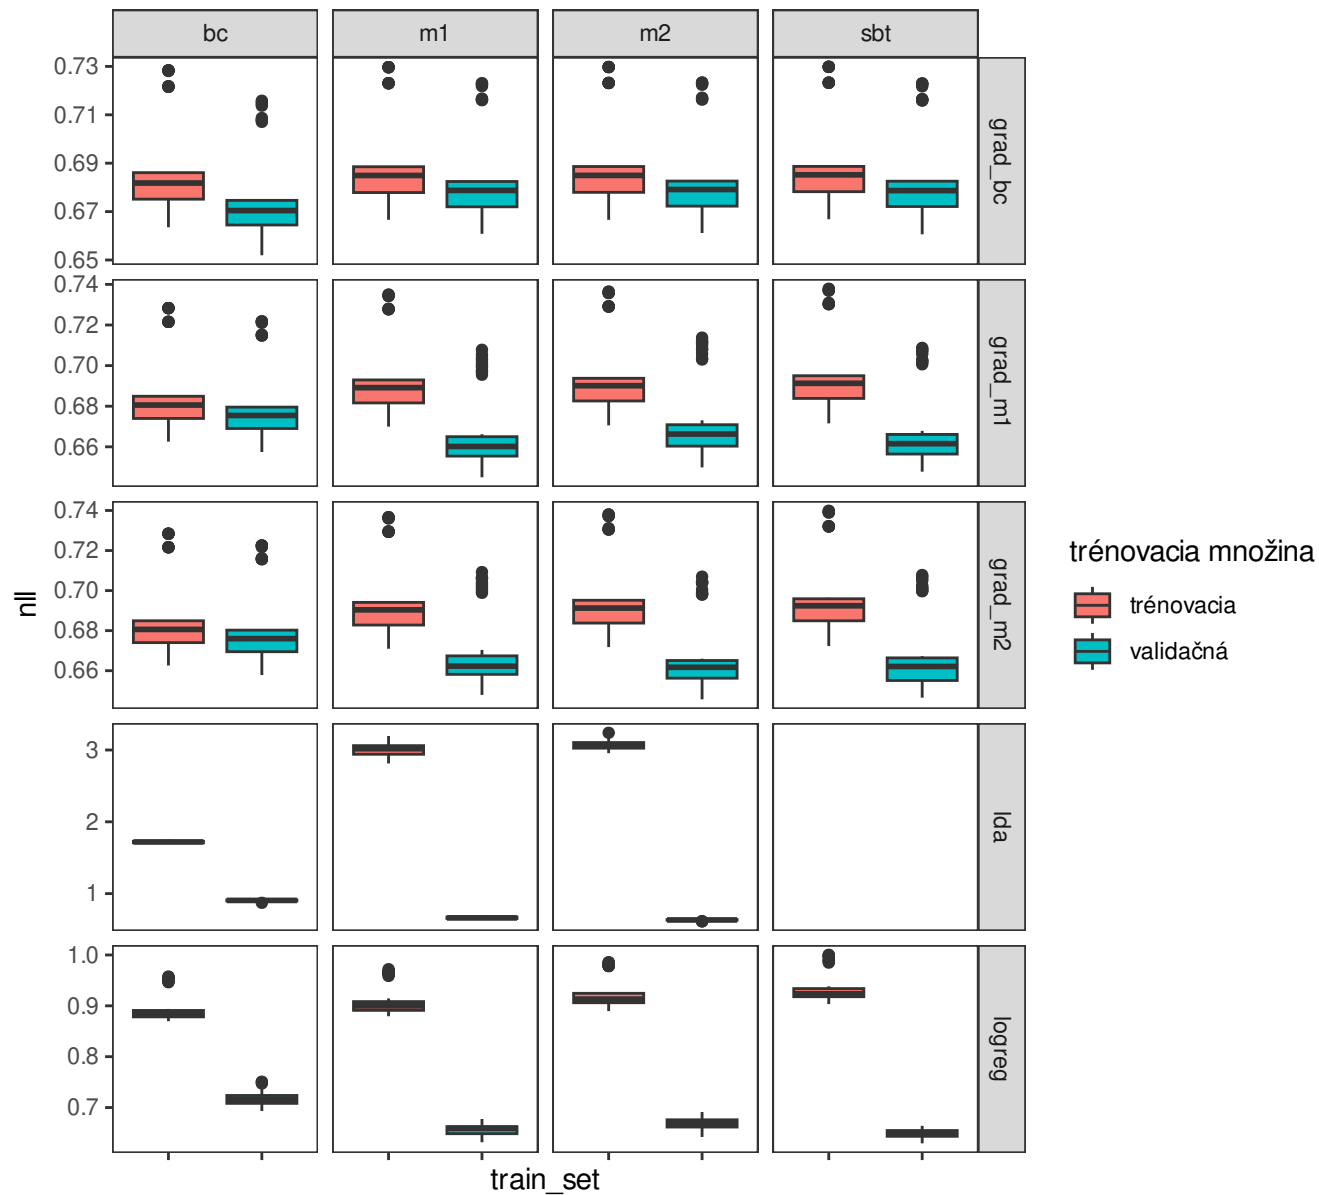 bc m1 m2 sbt
0.73
0.71
0.69
0.67
0.65
grad_bc
0.74
0.72
0.70
0.68
0.66
grad_m1
0.74
0.72
0.70
0.68
0.66
grad_m2
3
2
1
lda
1.0
0.9
0.8
0.7
logreg
nll
train_set
trénovacia množina
trénovacia
validačná